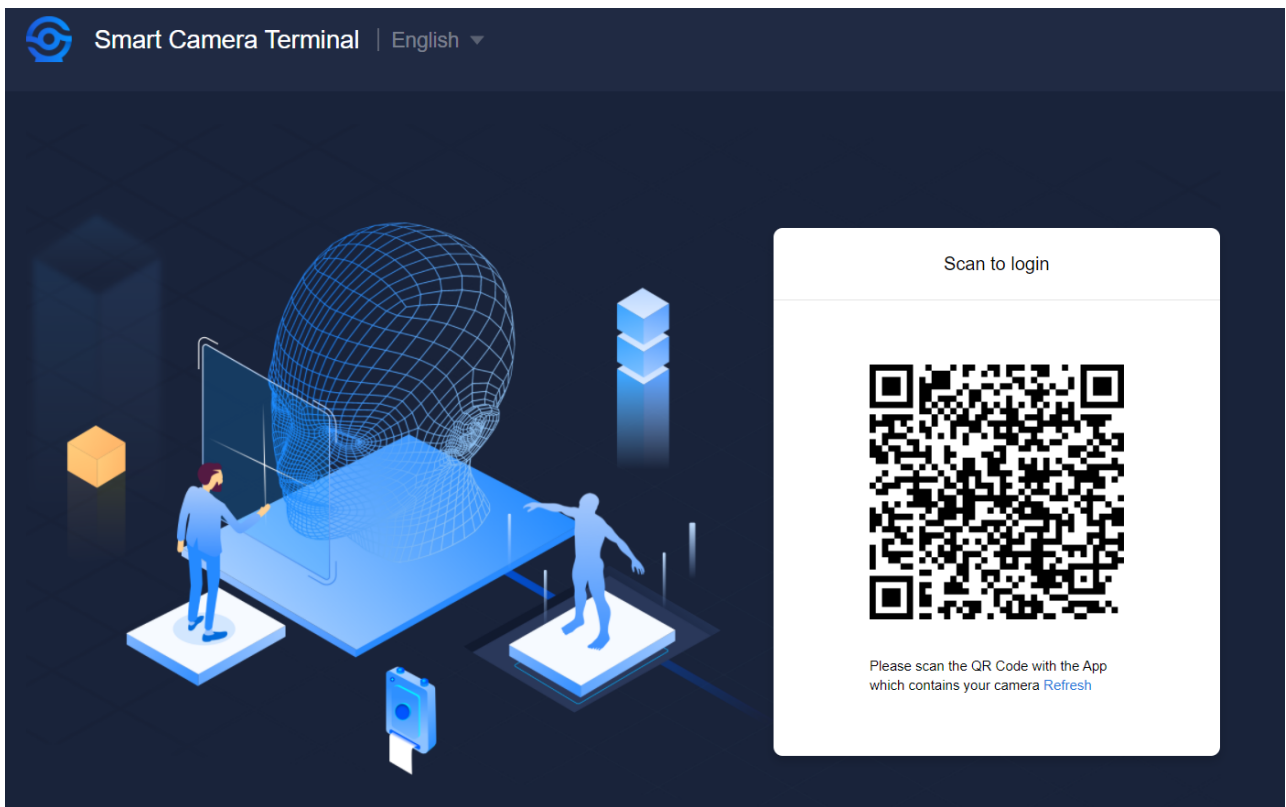 Smart Camera Terminal | English
Scan to login
Please scan the QR Code with the App
which contains your camera Refresh